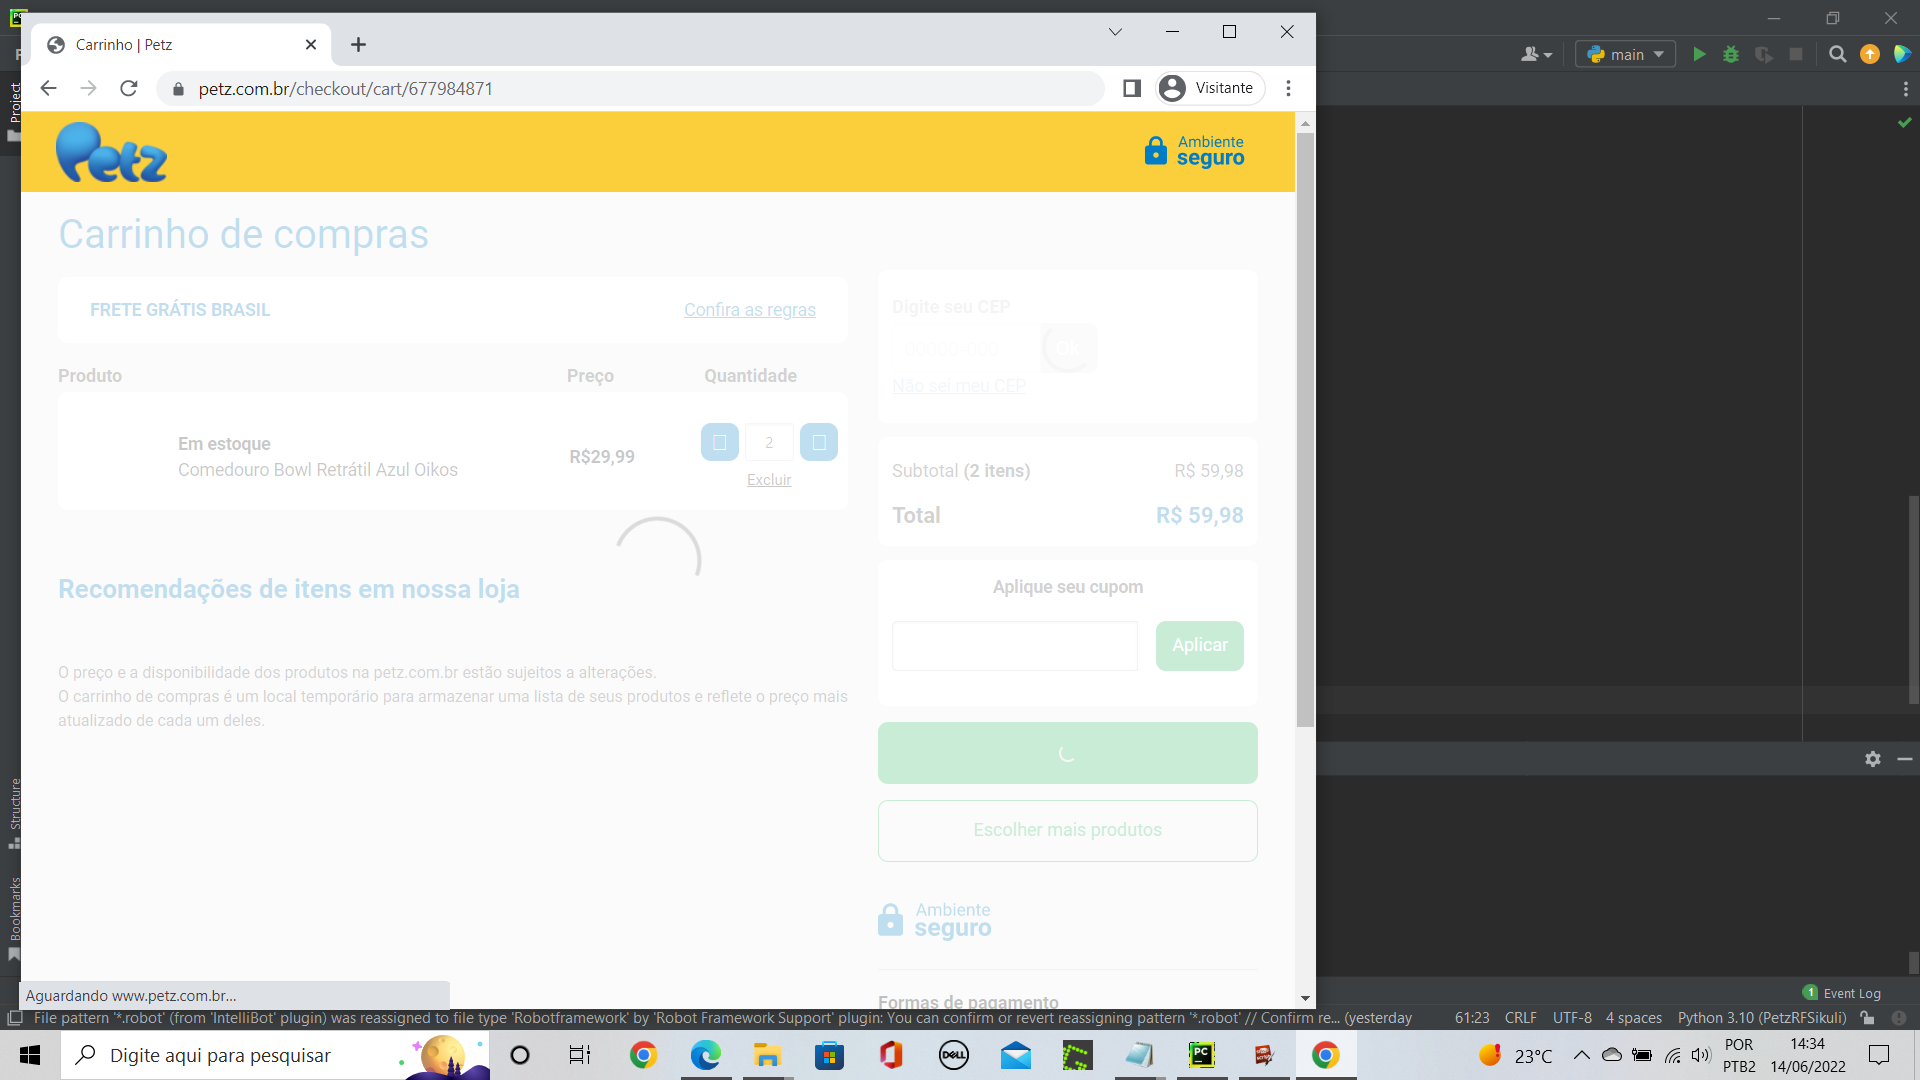 Carrinho | Petz
petz.com.br/checkout/cart/677984871
Visitante
main
Project
Petz
Ambiente
seguro
Carrinho de compras
FRETE GRÁTIS BRASIL
Confira as regras
Digite seu CEP
00000-000
Ok
Não sei meu CEP
Produto
Preço
Quantidade
Em estoque
Comedouro Bowl Retrátil Azul Oikos
R$29,99
2
Excluir
Subtotal (2 itens)
R$ 59,98
Total
R$ 59,98
Aplique seu cupom
Aplicar
Recomendações de itens em nossa loja
O preço e a disponibilidade dos produtos na petz.com.br estão sujeitos a alterações.
O carrinho de compras é um local temporário para armazenar uma lista de seus produtos e reflete o preço mais
atualizado de cada um deles.
Escolher mais produtos
Ambiente
seguro
Formas de pagamento
Structure
Bookmarks
Aguardando www.petz.com.br...
1 Event Log
File pattern '*.robot' (from 'IntelliBot' plugin) was reassigned to file type 'Robotframework' by 'Robot Framework Support' plugin: You can confirm or revert reassigning pattern '*.robot' // Confirm re... (yesterday
61:23 CRLF UTF-8 4 spaces Python 3.10 (PetzRFSikuli)
Digite aqui para pesquisar
DELL
PC
23°C
POR
PTB2
14:34
14/06/2022